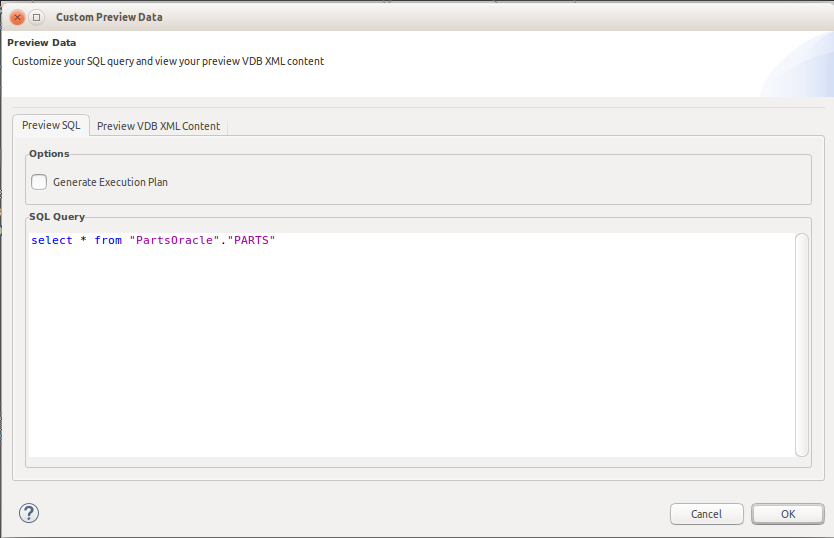 Custom Preview Data
Preview Data
Customize your SQL query and view your preview VDB XML content
Preview SQL
Preview VDB XML Content
Options
Generate Execution Plan
SQL Query
select * from "PartsOracle"."PARTS"
?
Cancel
OK